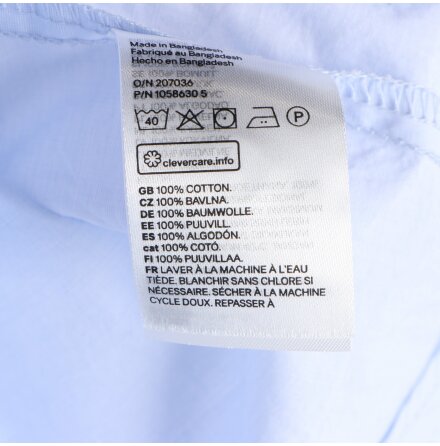 Made in Bangladesh
Fabriqué au Bangladesh
Hecho en Bangladesh
O/N 207036
P/N 1058630 S
40
P
clevercare.info
GB 100% COTTON.
CZ 100% BAVLNA.
DE 100% BAUMWOLLE.
EE 100% PUUVILL.
ES 100% ALGODÓN.
cat 100% COTÓ.
FI 100% PUUVILLAA.
FR LAVER À LA MACHINE À L'EAU
TIÈDE. BLANCHIR SANS CHLORE SI
NÉCESSAIRE. SÉCHER À LA MACHINE
CYCLE DOUX. REPASSER À